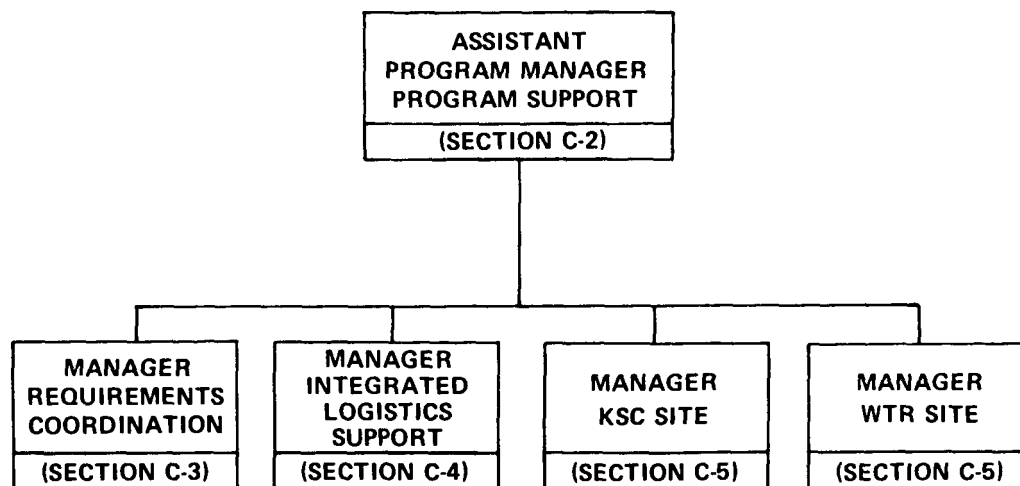 ASSISTANT
PROGRAM MANAGER
PROGRAM SUPPORT
(SECTION C-2)
MANAGER
REQUIREMENTS
COORDINATION
(SECTION C-3)
MANAGER
INTEGRATED
LOGISTICS
SUPPORT
(SECTION C-4)
MANAGER
KSC SITE
(SECTION C-5)
MANAGER
WTR SITE
(SECTION C-5)